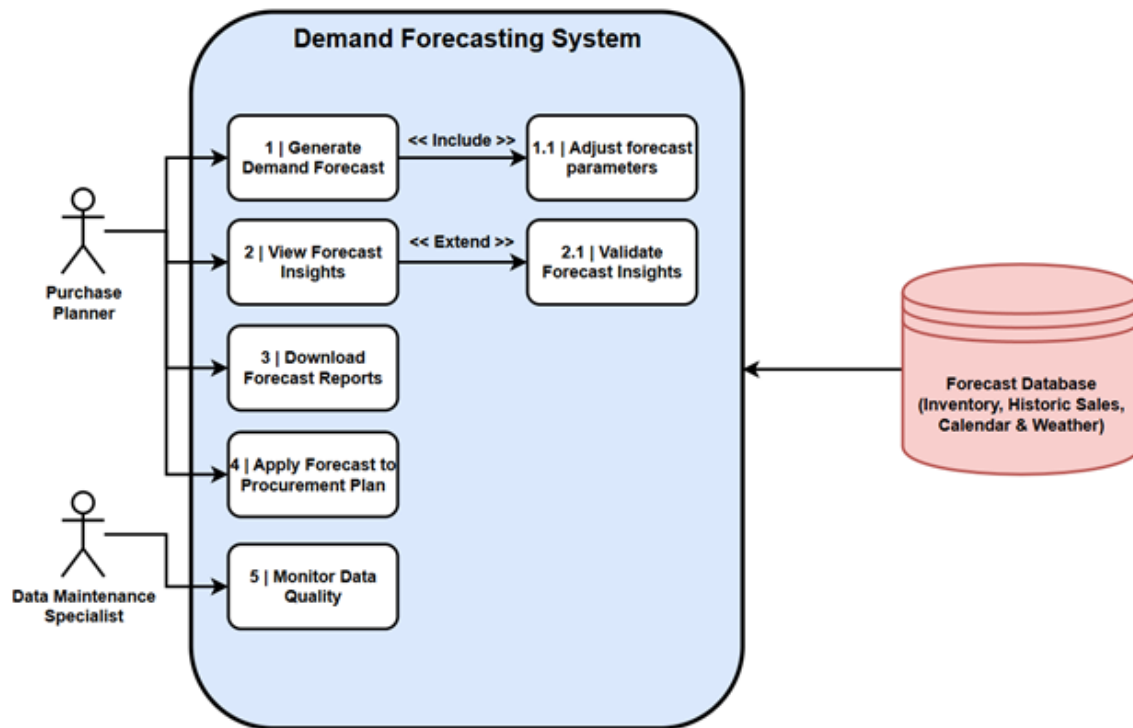 Demand Forecasting System
1 | Generate
Demand Forecast
<< Include >>
1.1 | Adjust forecast
parameters
2 | View Forecast
Insights
<< Extend >>
2.1 | Validate
Forecast Insights
Purchase
Planner
3 | Download
Forecast Reports
4 | Apply Forecast to
Procurement Plan
Data Maintenance
Specialist
5 | Monitor Data
Quality
Forecast Database
(Inventory, Historic Sales,
Calendar & Weather)